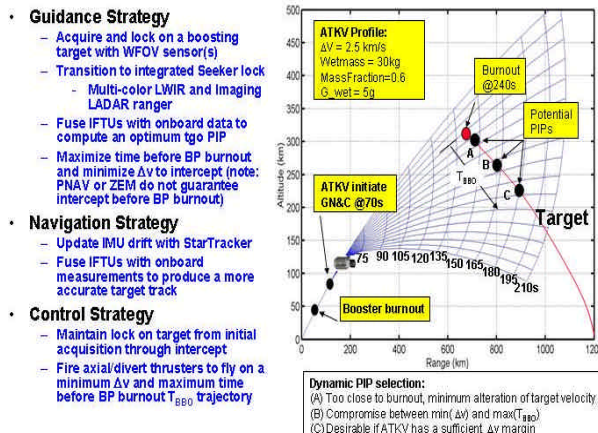 • Guidance Strategy
– Acquire and lock on a boosting
target with WFOV sensor(s)
– Transition to integrated Seeker lock
- Multi-color LWIR and Imaging
LADAR ranger
– Fuse IFTUs with onboard data to
compute an optimum tgo PIP
– Maximize time before BP burnout
and minimize Δv to intercept (note:
PNAV or ZEM do not guarantee
intercept before BP burnout)
• Navigation Strategy
– Update IMU drift with StarTracker
– Fuse IFTUs with onboard
measurements to produce a more
accurate target track
• Control Strategy
– Maintain lock on target from initial
acquisition through intercept
– Fire axial/divert thrusters to fly on a
minimum Δv and maximum time
before BP burnout TBBO trajectory
500
450
400
350
300
250
200
150
100
50
0
Altitude (km)
ATKV Profile:
ΔV = 2.5 km/s
Wetmass = 30kg
MassFraction=0.6
G_wet = 5g
Burnout
@240s
Potential
PIPs
A
B
C
TBBO
ATKV initiate
GN&C @70s
Target
75 90 105 120 135 150 165 180 195 210s
Booster burnout
0 200 400 600 800 1000 120
Range (km)
Dynamic PIP selection:
(A) Too close to burnout, minimum alteration of target velocity
(B) Compromise between min( Δv) and max(TBBO)
(C) Desirable if ATKV has a sufficient Δv margin